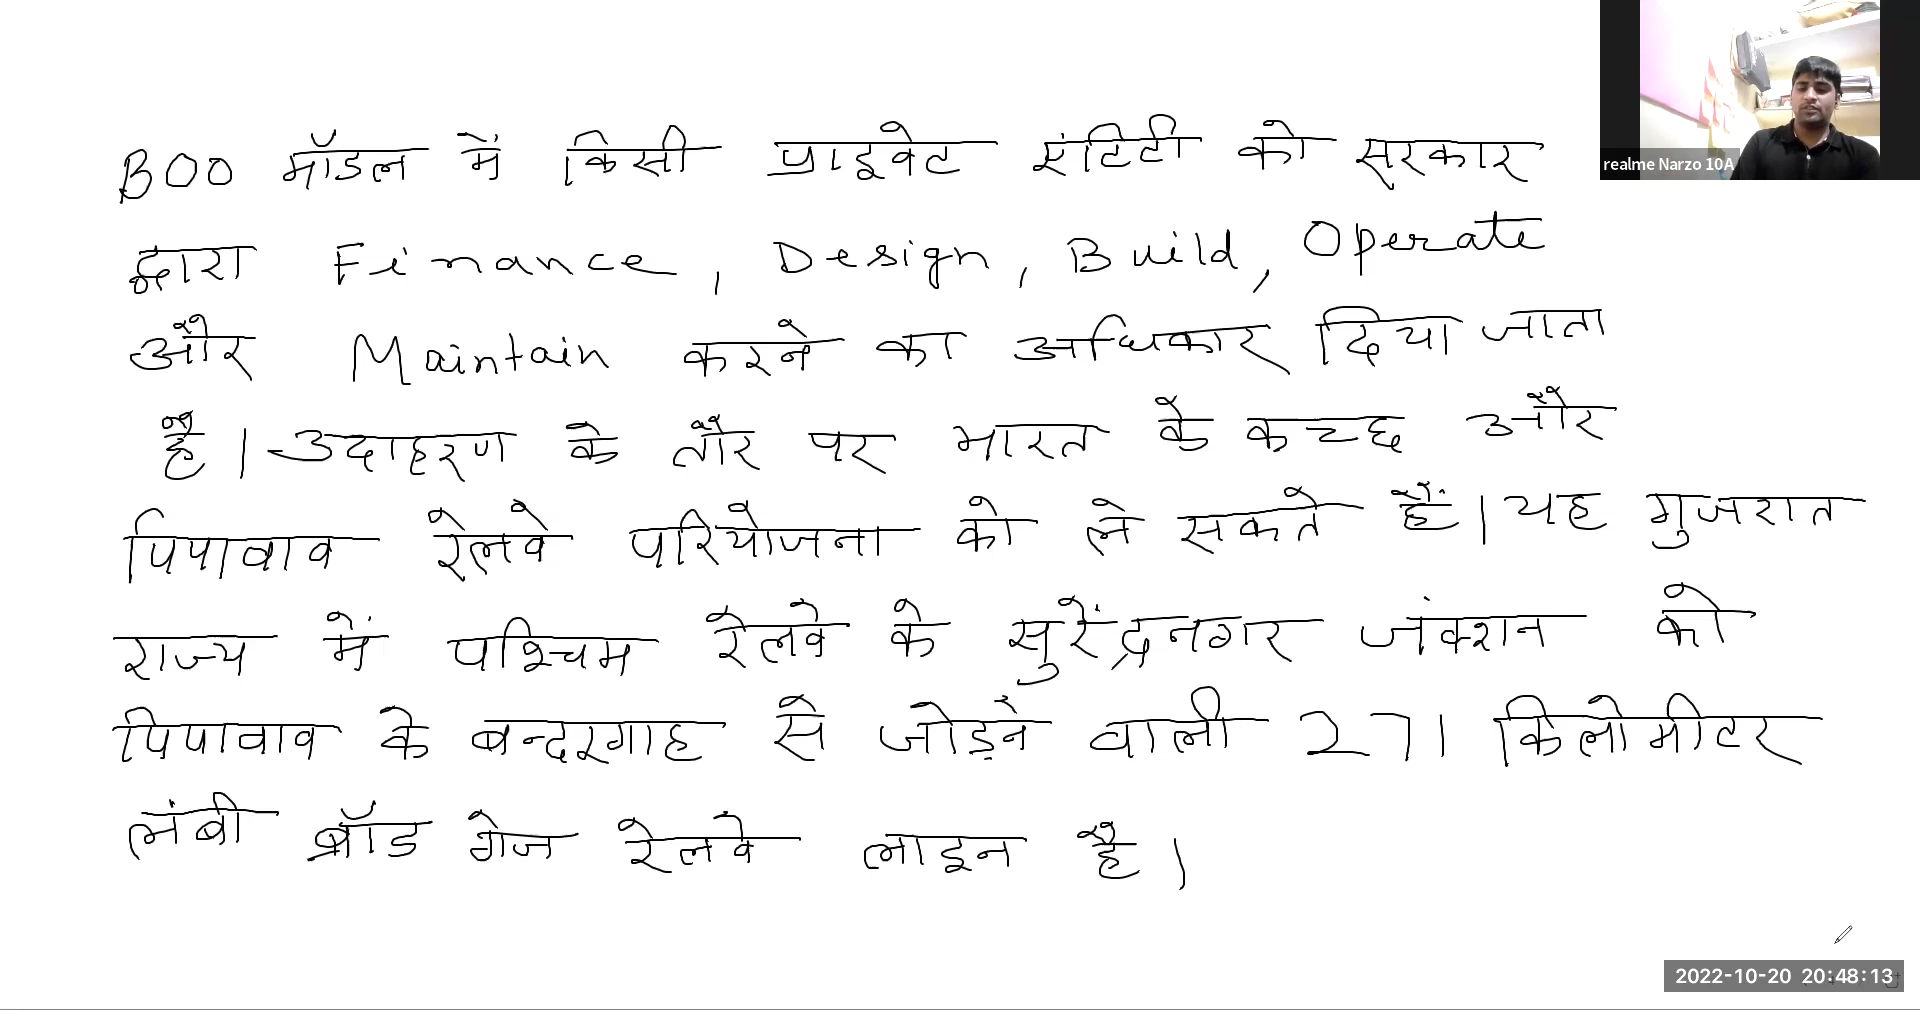 BOO मॉडल में किसी प्राइवेट एंटिटी को सरकार
द्वारा Finance, Design, Build, Operate
और Maintain करने का अधिकार दिया जाता
है। उदाहरण के तौर पर भारत के कच्छ और
पिपावाव रेलवे परियोजना को ले सकते हैं। यह गुजरात
राज्य में पश्चिम रेलवे के सुरेंद्रनगर जंक्शन को
पिपावाव के बन्दरगाह से जोड़ने वाली 271 किलोमीटर
लंबी ब्रॉड गेज रेलवे लाइन है।
realme Narzo 10A
2022-10-20 20:48:13